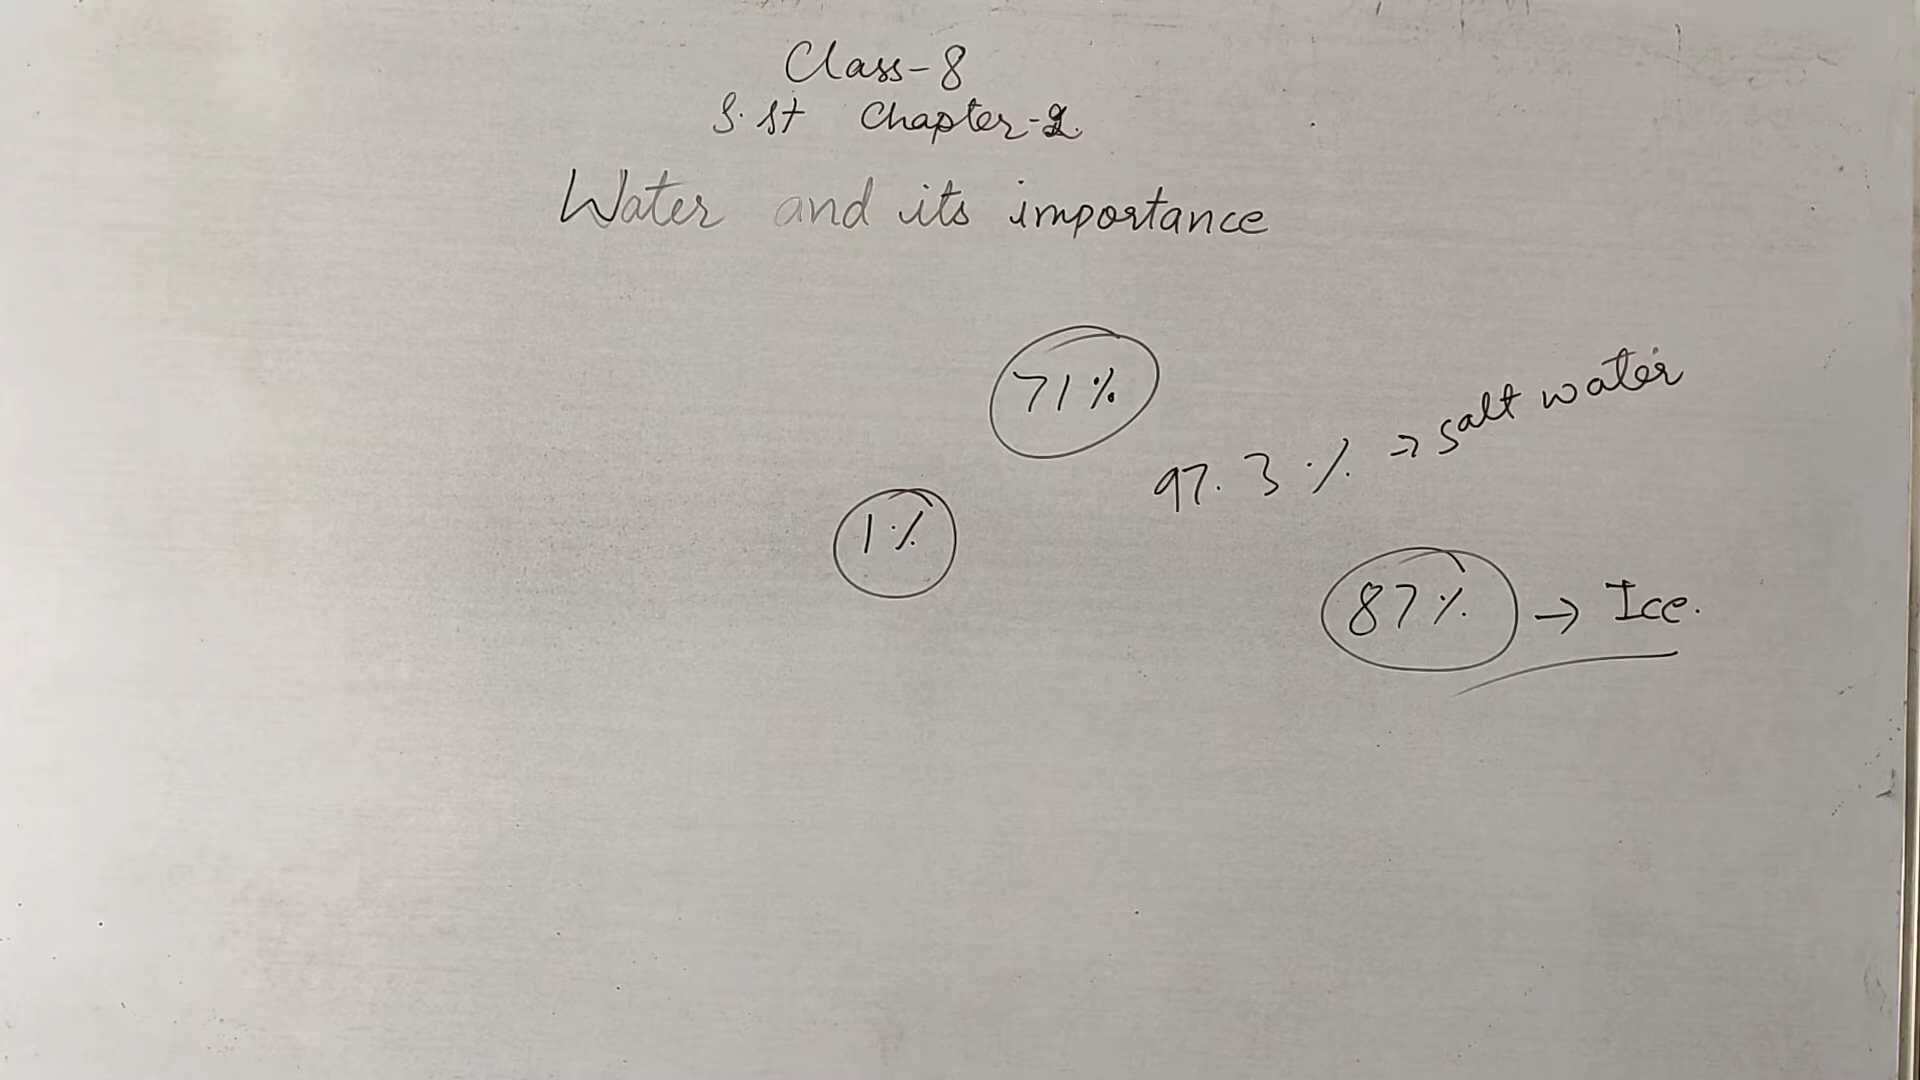 Class-8
S.St Chapter-2.
Water and its importance
71%
97.3% → salt water
1%
87% → Ice.